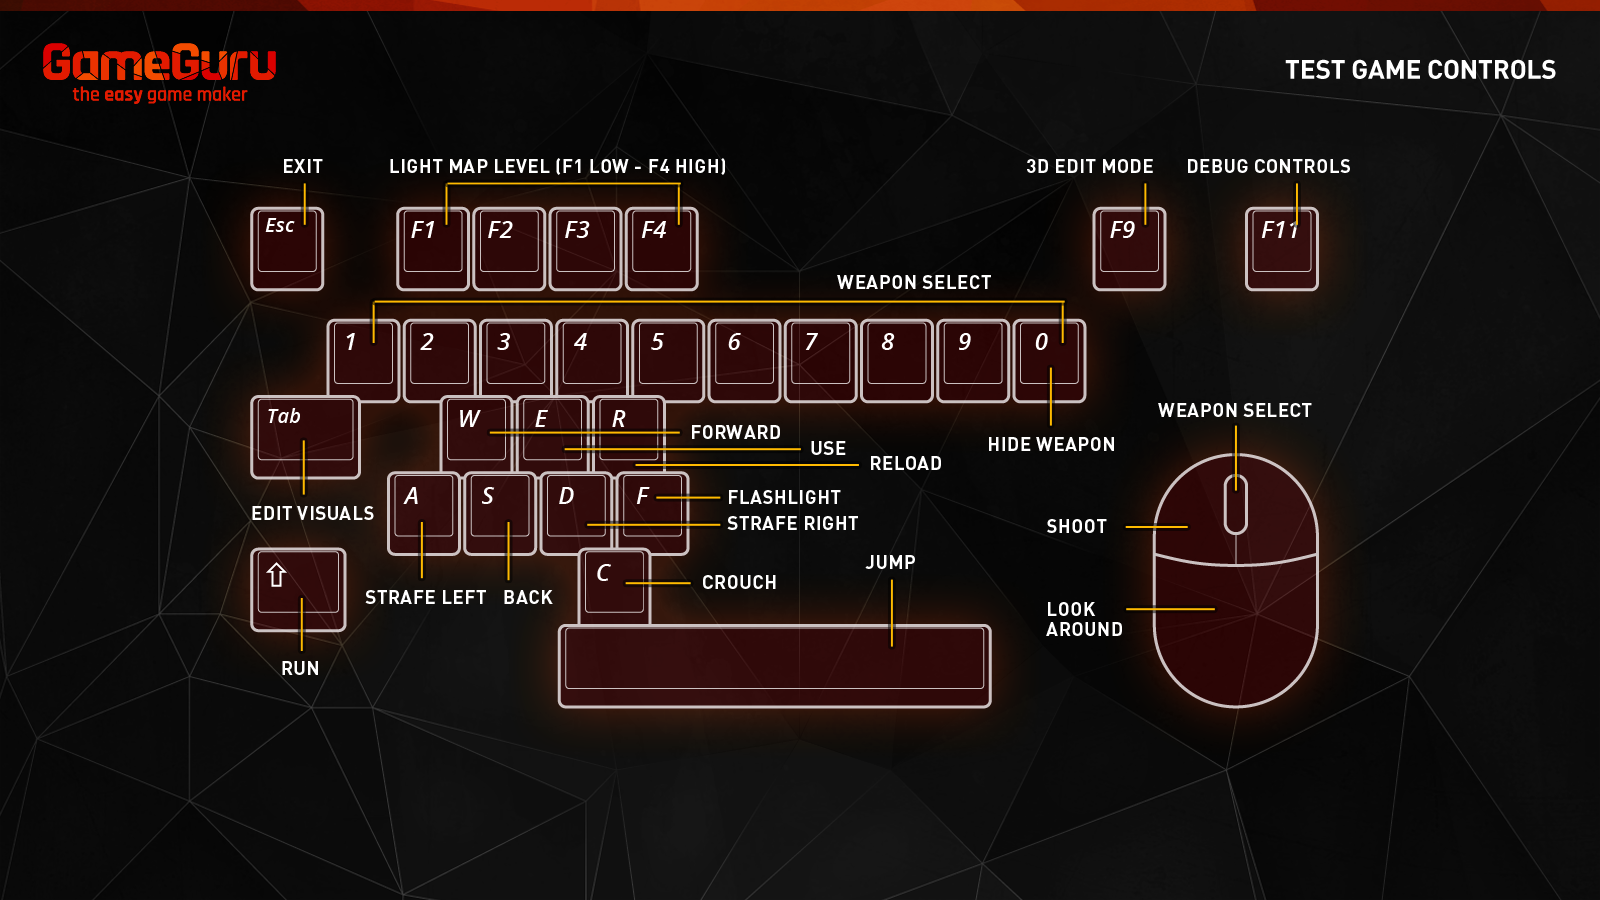 GameGuru
the easy game maker
TEST GAME CONTROLS
EXIT
LIGHT MAP LEVEL (F1 LOW - F4 HIGH)
3D EDIT MODE
DEBUG CONTROLS
Esc
F1
F2
F3
F4
F9
F11
WEAPON SELECT
1
2
3
4
5
6
7
8
9
0
HIDE WEAPON
Tab
W
E
R
FORWARD
USE
RELOAD
EDIT VISUALS
A
S
D
F
FLASHLIGHT
STRAFE RIGHT
STRAFE LEFT
BACK
C
CROUCH
JUMP
RUN
WEAPON SELECT
SHOOT
LOOK
AROUND